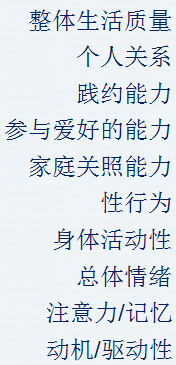 整体生活质量
个人关系
践约能力
参与爱好的能力
家庭关照能力
性行为
身体活动性
总体情绪
注意力/记忆
动机/驱动性